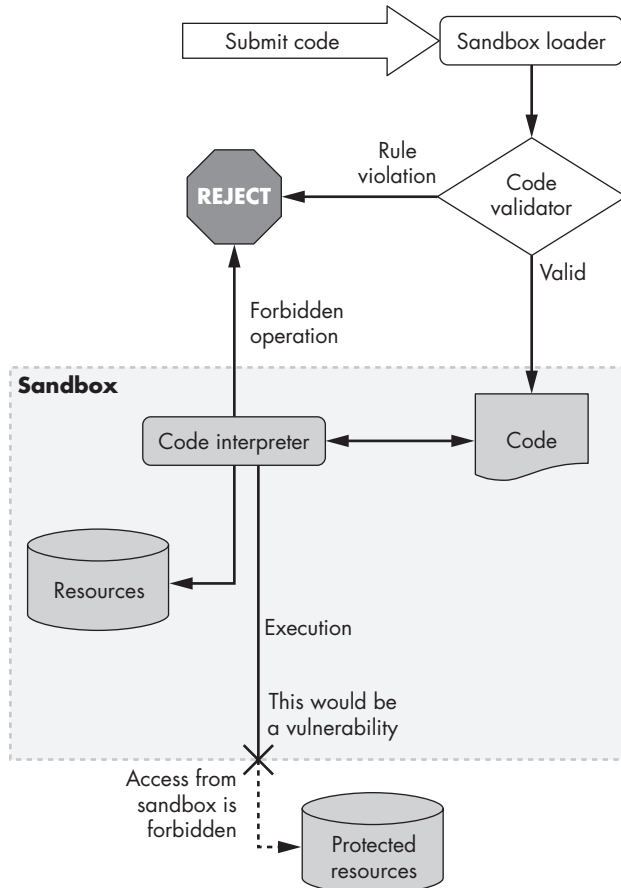 Submit code
Sandbox loader
Rule
violation
Code
validator
REJECT
Valid
Forbidden
operation
Sandbox
Code interpreter
Code
Resources
Execution
This would be
a vulnerability
Access from
sandbox is
forbidden
Protected
resources